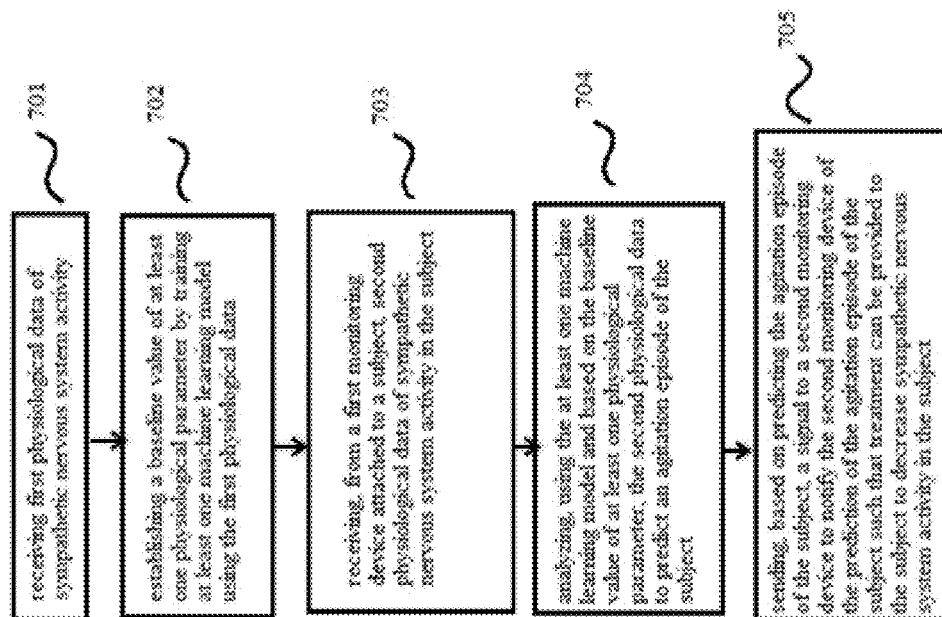 701
receiving first physiological data of
sympathetic nervous system activity
702
establishing a baseline value of at least
one physiological parameter by training
at least one machine learning model
using the first physiological data
703
receiving, from a first monitoring
device attached to a subject, second
physiological data of sympathetic
nervous system activity in the subject
704
analyzing, using the at least one machine
learning model and based on the baseline
value of at least one physiological
parameter, the second physiological data
to predict an agitation episode of the
subject
705
sending, based on predicting the agitation episode
of the subject, a signal to a second monitoring
device to notify the second monitoring device of
the prediction of the agitation episode of the
subject such that treatment can be provided to
the subject to decrease sympathetic nervous
system activity in the subject